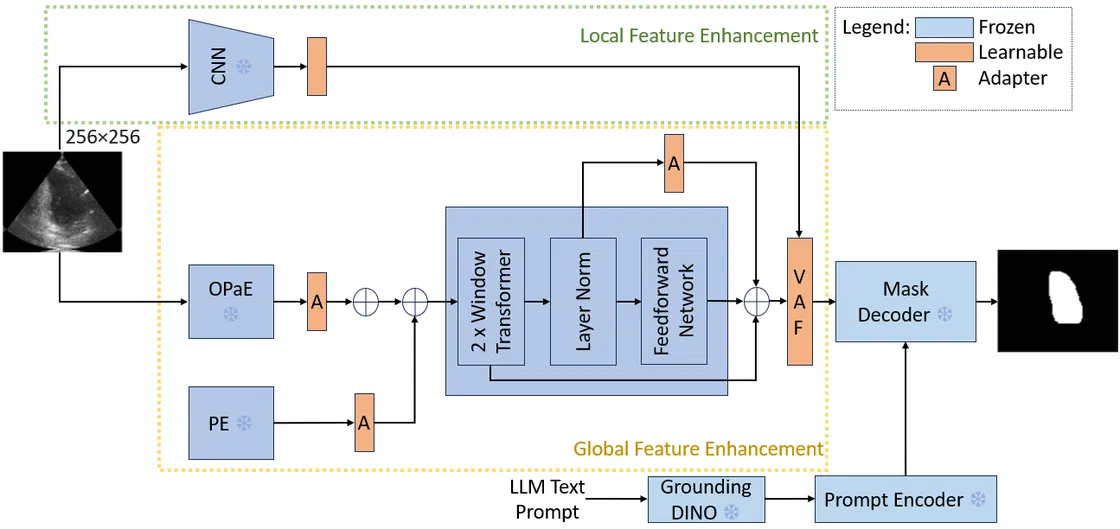 Local Feature Enhancement
Legend:
Frozen
Learnable
A
Adapter
CNN
256×256
A
OPaE
A
2 x Window
Transformer
Layer Norm
Feedforward
Network
V
A
F
Mask
Decoder
PE
A
Global Feature Enhancement
LLM Text
Prompt
Grounding
DINO
Prompt Encoder